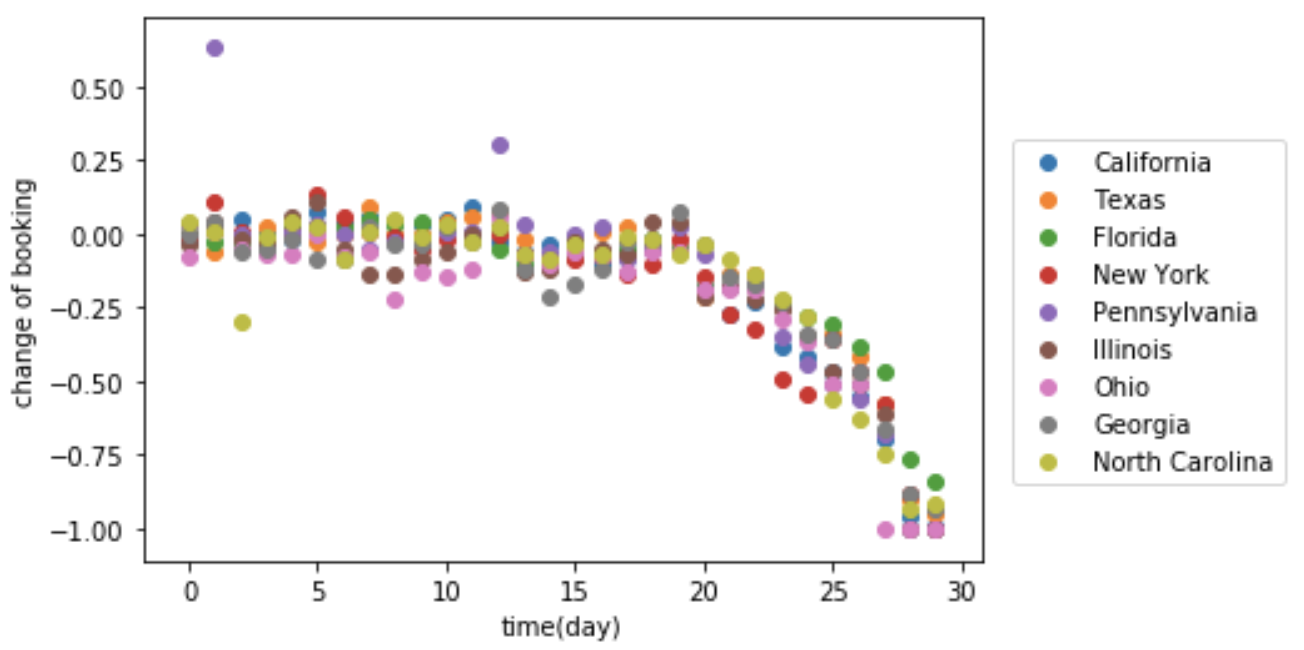 0.50
0.25
0.00
−0.25
−0.50
−0.75
−1.00
change of booking
0 5 10 15 20 25 30
time(day)
California
Texas
Florida
New York
Pennsylvania
Illinois
Ohio
Georgia
North Carolina